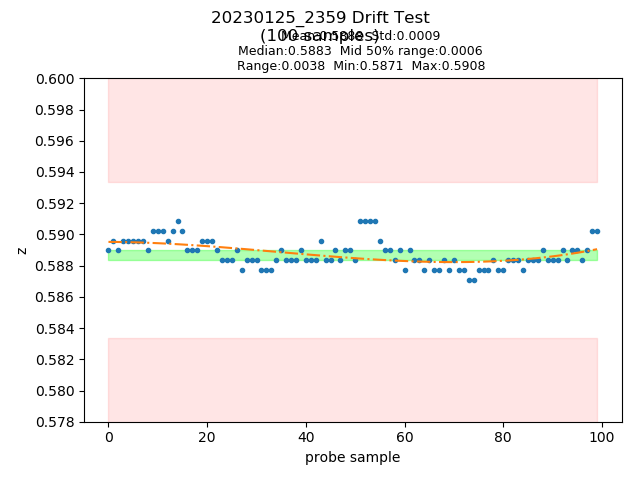 20230125_2359 Drift Test
(100 samples)
Std:0.0009
Median:0.5883 Mid 50% range:0.0006
Range:0.0038 Min:0.5871 Max:0.5908
0.600
0.598
0.596
0.594
0.592
0.590
0.588
0.586
0.584
0.582
0.580
0.578
z
0 20 40 60 80 100
probe sample